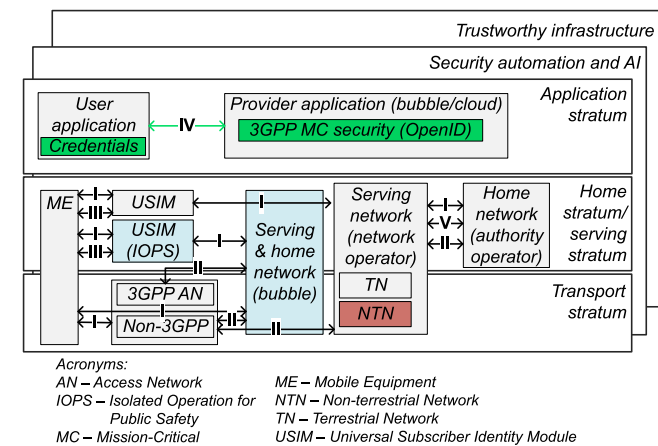 Trustworthy infrastructure
Security automation and AI
Application
stratum
User
application
Credentials
IV
Provider application (bubble/cloud)
3GPP MC security (OpenID)
ME
I
III
USIM
I
III
USIM
(IOPS)
I
I
II
Serving
& home
network
(bubble)
Serving
network
(network
operator)
TN
NTN
I
V
II
Home
network
(authority
operator)
Home
stratum/
serving
stratum
Transport
stratum
3GPP AN
I
I
Non-3GPP
II
II
Acronyms:
AN – Access Network
IOPS – Isolated Operation for
Public Safety
MC – Mission-Critical
ME – Mobile Equipment
NTN – Non-terrestrial Network
TN – Terrestrial Network
USIM – Universal Subscriber Identity Module